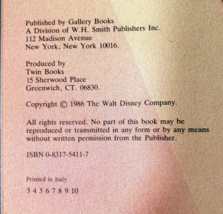 Published by Gallery Books
A Division of W.H. Smith Publishers Inc.
112 Madison Avenue
New York, New York 10016.
Produced by
Twin Books
15 Sherwood Place
Greenwich, CT. 06830.
Copyright © 1986 The Walt Disney Company.
All rights reserved. No part of this book may be
reproduced or transmitted in any form or by any means
without written permission from the Publisher.
ISBN 0-8317-5411-7
Printed in Italy
3 4 5 6 7 8 9 10